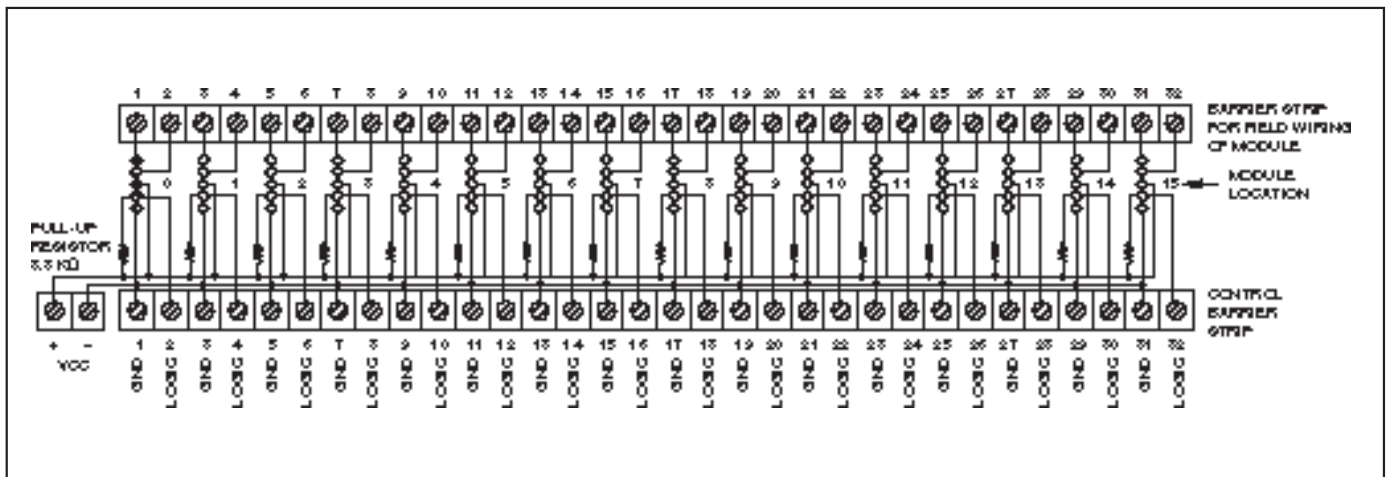 1 2 3 4 5 6 7 8 9 10 11 12 13 14 15 16 17 18 19 20 21 22 23 24 25 26 27 28 29 30 31 32
BARRIER STRIP
FOR FIELD WIRING
OF MODULE
0 1 2 3 4 5 6 7 8 9 10 11 12 13 14 15
MODULE
LOCATION
PULL-UP
RESISTOR
3.3 KΩ
CONTROL
BARRIER
STRIP
+ -
VCC
1 2 3 4 5 6 7 8 9 10 11 12 13 14 15 16 17 18 19 20 21 22 23 24 25 26 27 28 29 30 31 32
GND LOGIC GND LOGIC GND LOGIC GND LOGIC GND LOGIC GND LOGIC GND LOGIC GND LOGIC GND LOGIC GND LOGIC GND LOGIC GND LOGIC GND LOGIC GND LOGIC GND LOGIC GND LOGIC